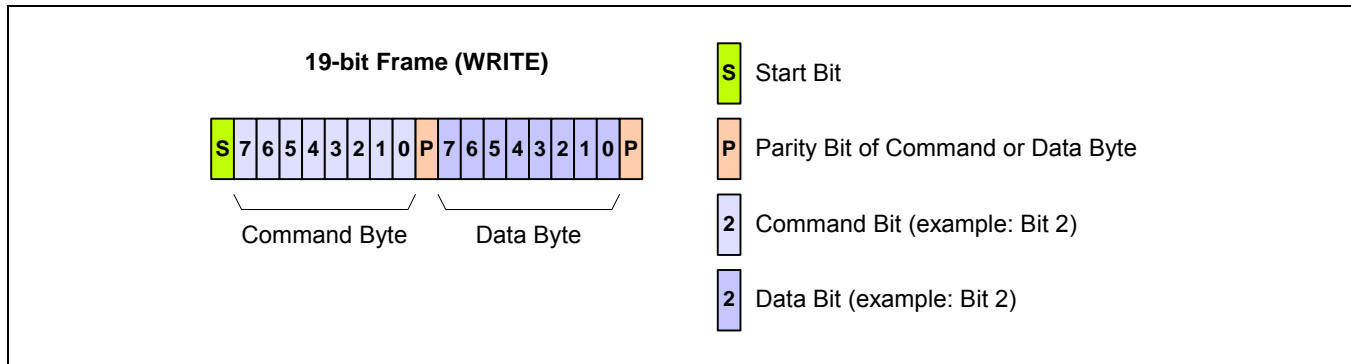 19-bit Frame (WRITE)
S 7 6 5 4 3 2 1 0 P 7 6 5 4 3 2 1 0 P
Command Byte Data Byte
S Start Bit
P Parity Bit of Command or Data Byte
2 Command Bit (example: Bit 2)
2 Data Bit (example: Bit 2)